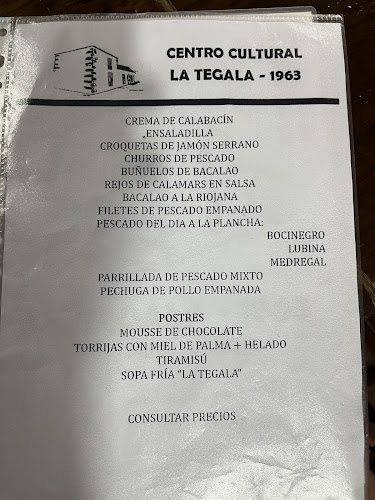 CENTRO CULTURAL
LA TEGALA - 1963
CREMA DE CALABACÍN
.ENSALADILLA
CROQUETAS DE JAMÓN SERRANO
CHURROS DE PESCADO
BUÑUELOS DE BACALAO
REJOS DE CALAMARS EN SALSA
BACALAO A LA RIOJANA
FILETES DE PESCADO EMPANADO
PESCADO DEL DIA A LA PLANCHA:
BOCINEGRO
LUBINA
MEDREGAL
PARRILLADA DE PESCADO MIXTO
PECHUGA DE POLLO EMPANADA
POSTRES
MOUSSE DE CHOCOLATE
TORRIJAS CON MIEL DE PALMA + HELADO
TIRAMISÚ
SOPA FRÍA “LA TEGALA”
CONSULTAR PRECIOS